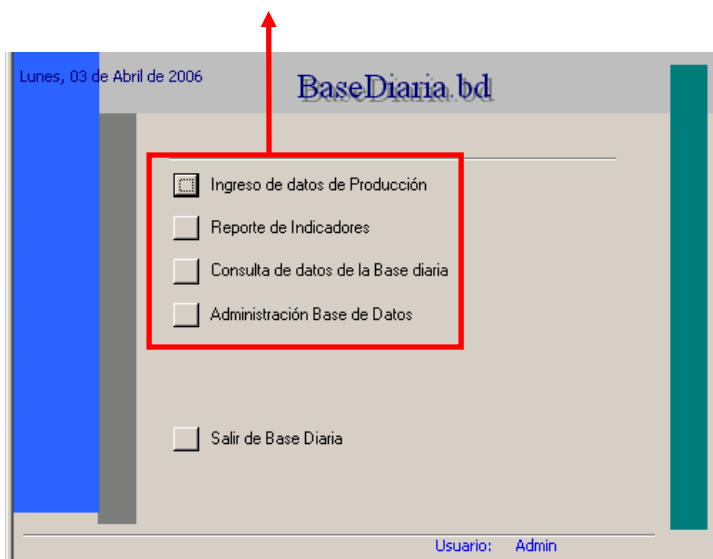 Lunes, 03 de Abril de 2006
BaseDiaria.bd
Ingreso de datos de Producción
Reporte de Indicadores
Consulta de datos de la Base diaria
Administración Base de Datos
Salir de Base Diaria
Usuario: Admin